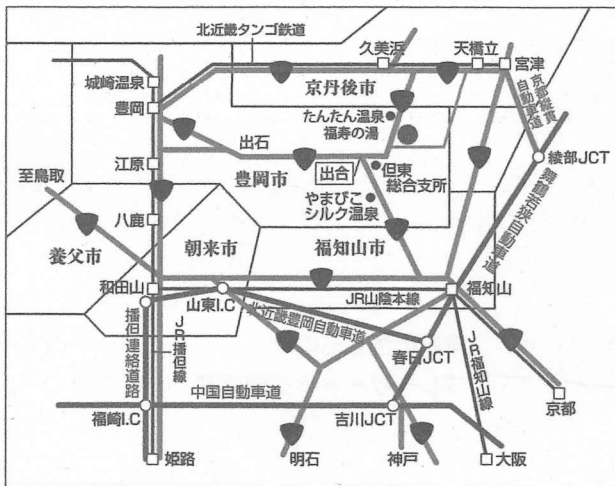 北近畿タンゴ鉄道
久美浜
天橋立
宮津
城崎温泉
京丹後市
京都縦貫
自動車道
豊岡
たんたん温泉
福寿の湯
出石
綾部JCT
江原
豊岡市
出合
但東
総合支所
至鳥取
やまびこ
シルク温泉
舞鶴若狭自動車道
八鹿
朝来市
福知山市
養父市
和田山
山東I.C
JR山陰本線
福知山
北近畿豊岡自動車道
播但連絡道路
JR播但線
春日JCT
JR福知山線
中国自動車道
京都
福崎I.C
吉川JCT
姫路
明石
神戸
大阪